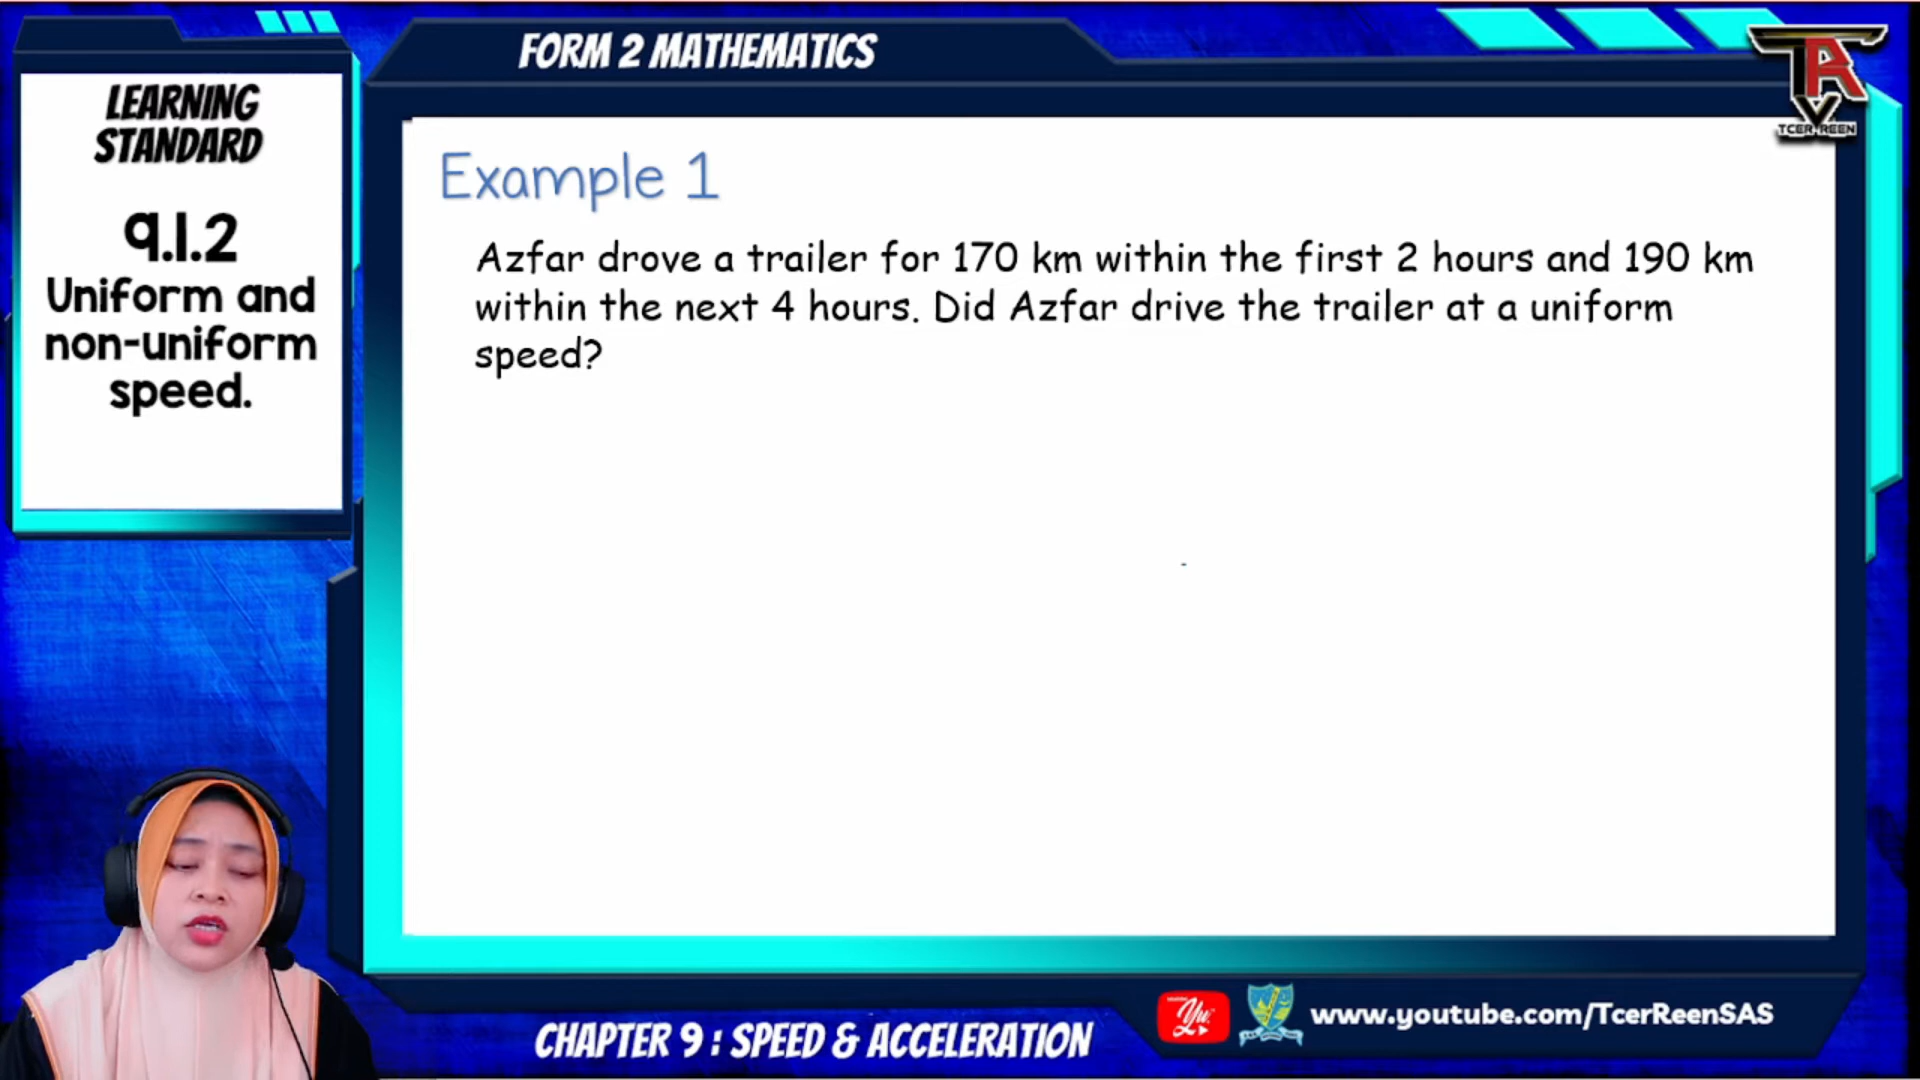 FORM 2 MATHEMATICS
LEARNING
STANDARD
9.1.2
Uniform and
non-uniform
speed.
TCER REEN
Example 1
Azfar drove a trailer for 170 km within the first 2 hours and 190 km
within the next 4 hours. Did Azfar drive the trailer at a uniform
speed?
CHAPTER 9 : SPEED & ACCELERATION
www.youtube.com/TcerReenSAS